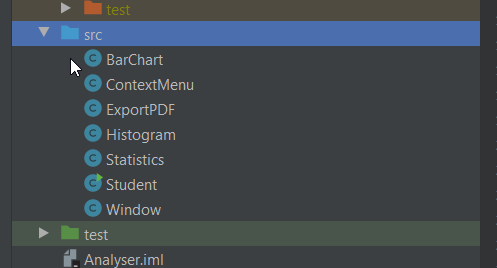 test
src
BarChart
ContextMenu
ExportPDF
Histogram
Statistics
Student
Window
test
Analyser.iml